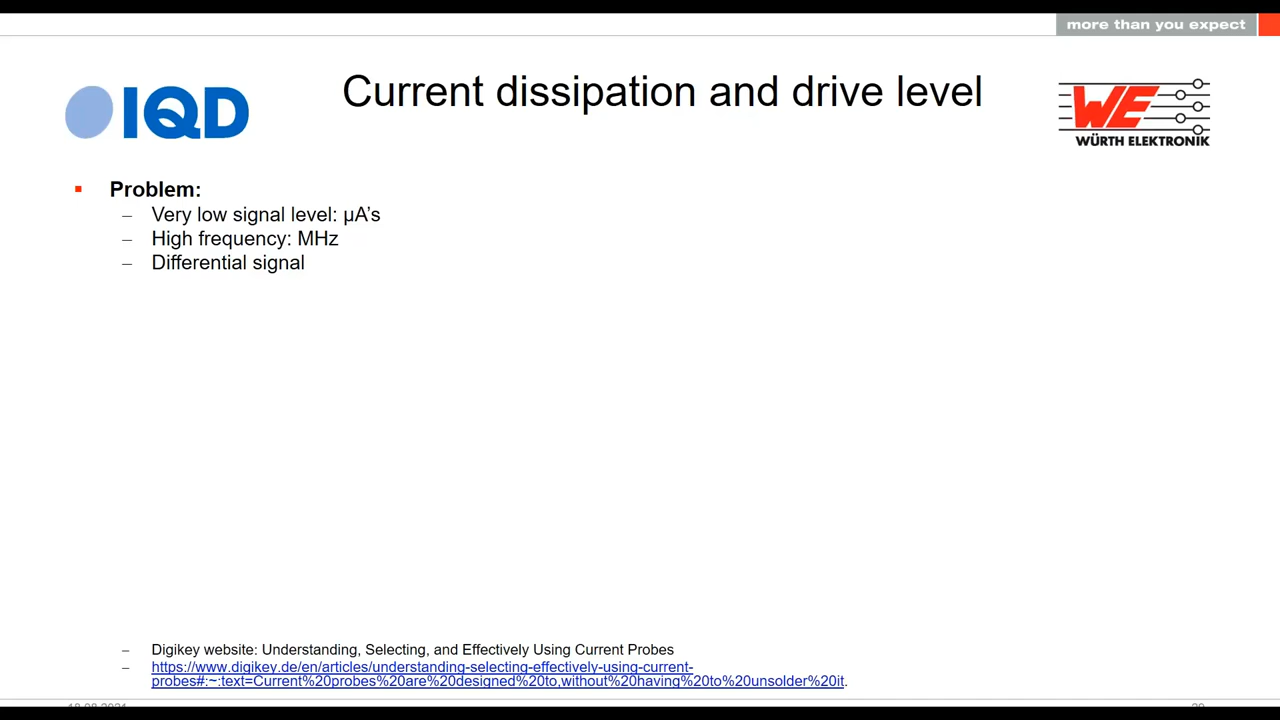 more than you expect
IQD
Current dissipation and drive level
WE
WÜRTH ELEKTRONIK
▪ Problem:
– Very low signal level: µA's
– High frequency: MHz
– Differential signal
– Digikey website: Understanding, Selecting, and Effectively Using Current Probes
– https://www.digikey.de/en/articles/understanding-selecting-effectively-using-current-
probes#:~:text=Current%20probes%20are%20designed%20to,without%20having%20to%20unsolder%20it.